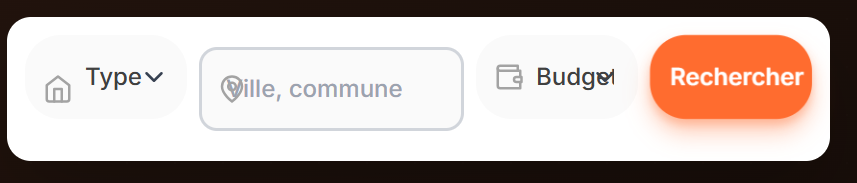 Type
Ville, commune
Budget
Rechercher